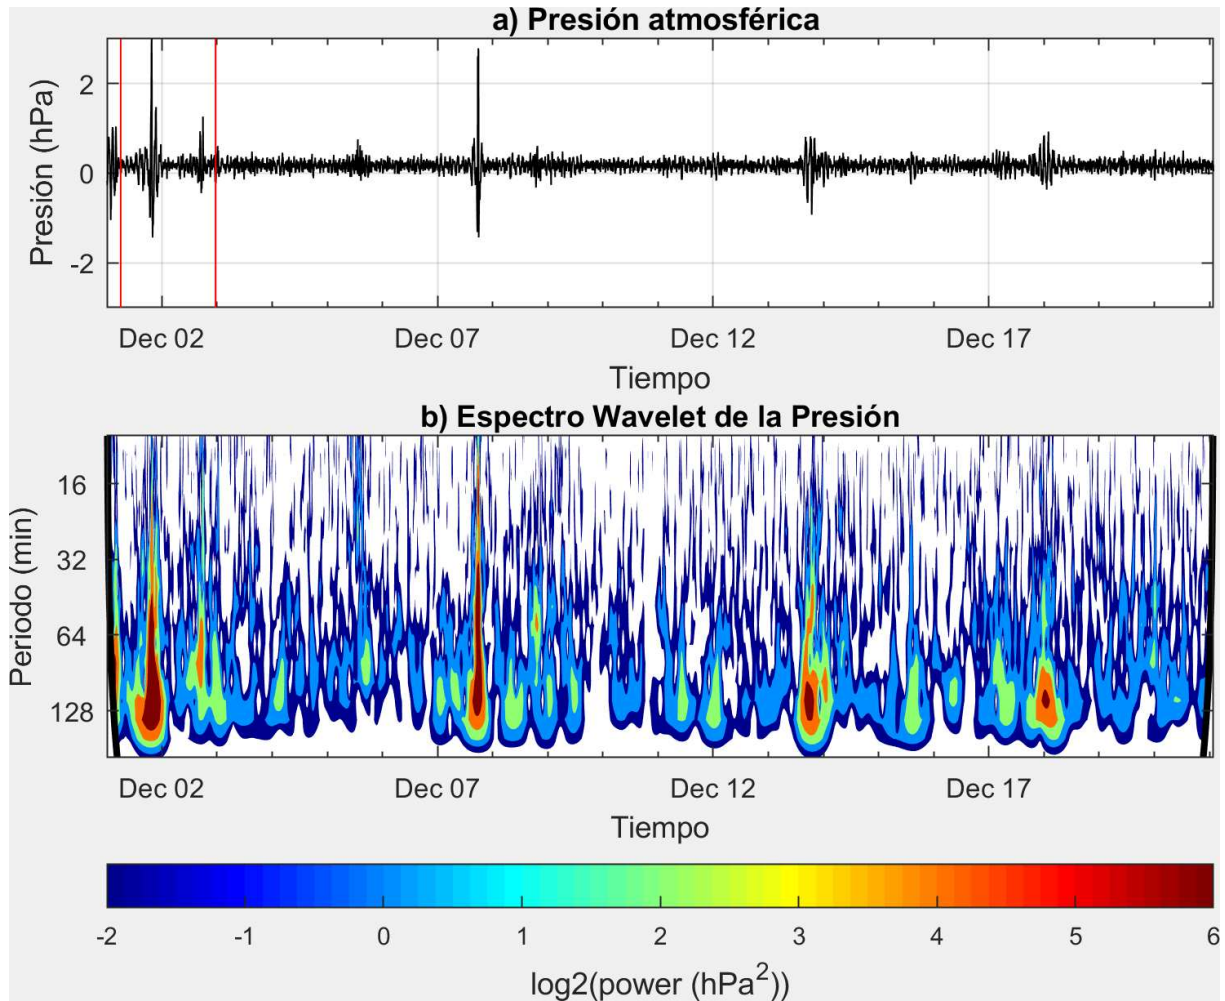 a) Presión atmosférica
Presión (hPa)
2
0
-2
Dec 02 Dec 07 Dec 12 Dec 17
Tiempo
b) Espectro Wavelet de la Presión
Periodo (min)
16
32
64
128
Dec 02 Dec 07 Dec 12 Dec 17
Tiempo
-2 -1 0 1 2 3 4 5 6
log2(power (hPa²))